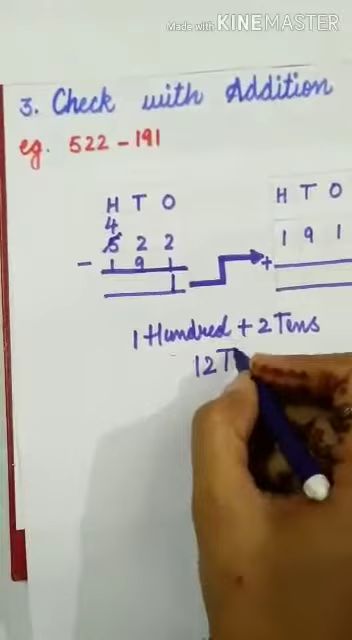 Made with KINEMASTER
3. Check with Addition
eg. 522 - 191
H T O
4
5 2 2
- 1 9 1
1
H T O
1 9 1
+
1 Hundred + 2 Tens
12 T